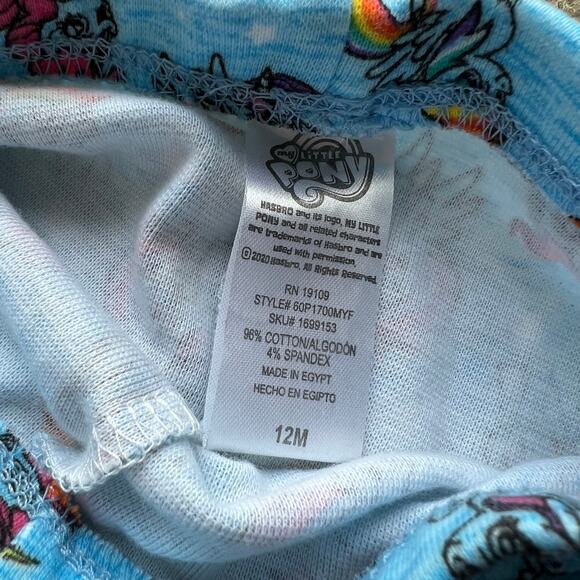 my LITTLE
PONY
HASBRO and its logo, MY LITTLE
PONY and all related characters
are trademarks of Hasbro and are
used with permission.
©2020 Hasbro. All Rights Reserved.
RN 19109
STYLE# 60P1700MYF
SKU# 1699153
96% COTTON/ALGODÓN
4% SPANDEX
MADE IN EGYPT
HECHO EN EGIPTO
12M